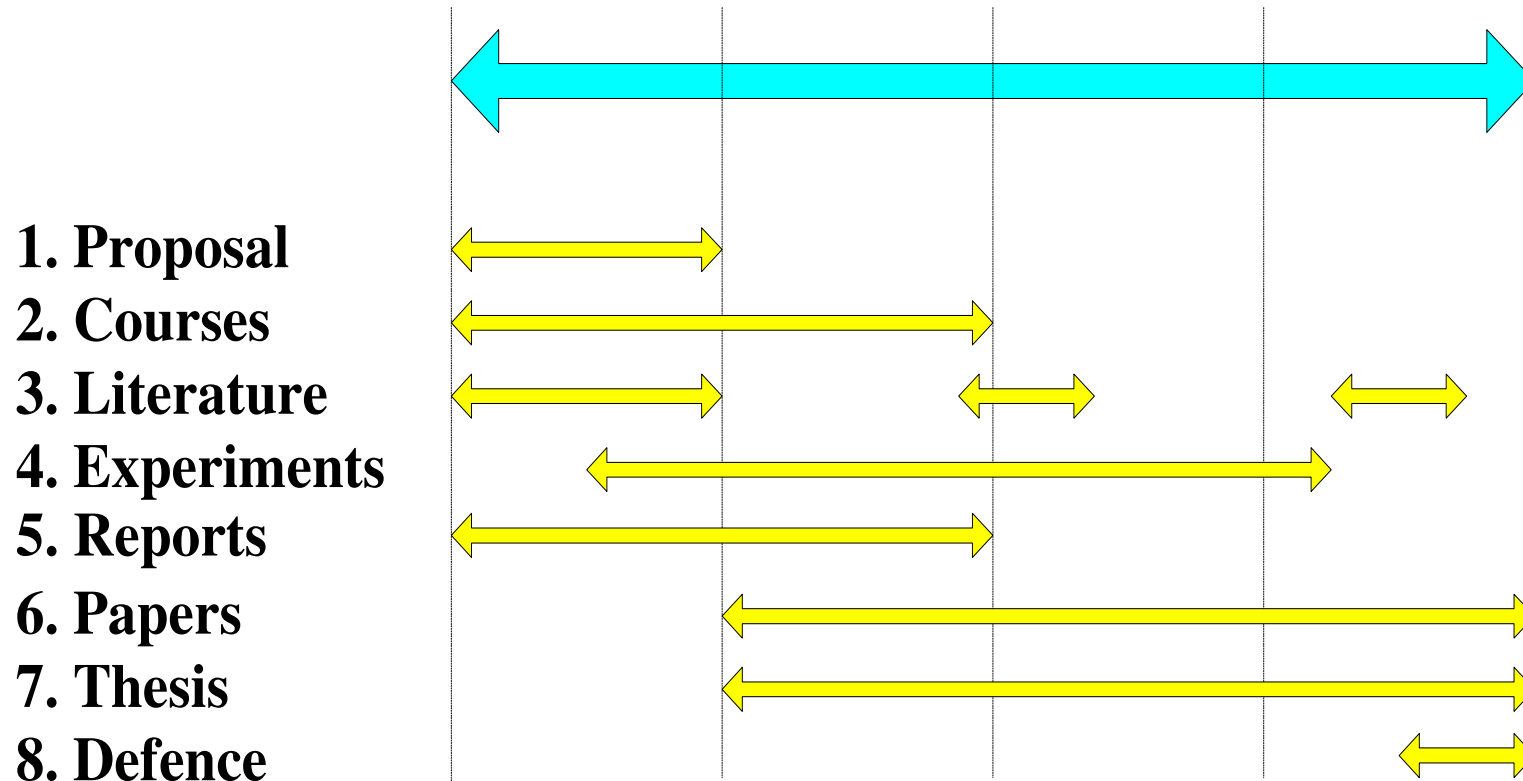 1. Proposal
2. Courses
3. Literature
4. Experiments
5. Reports
6. Papers
7. Thesis
8. Defence